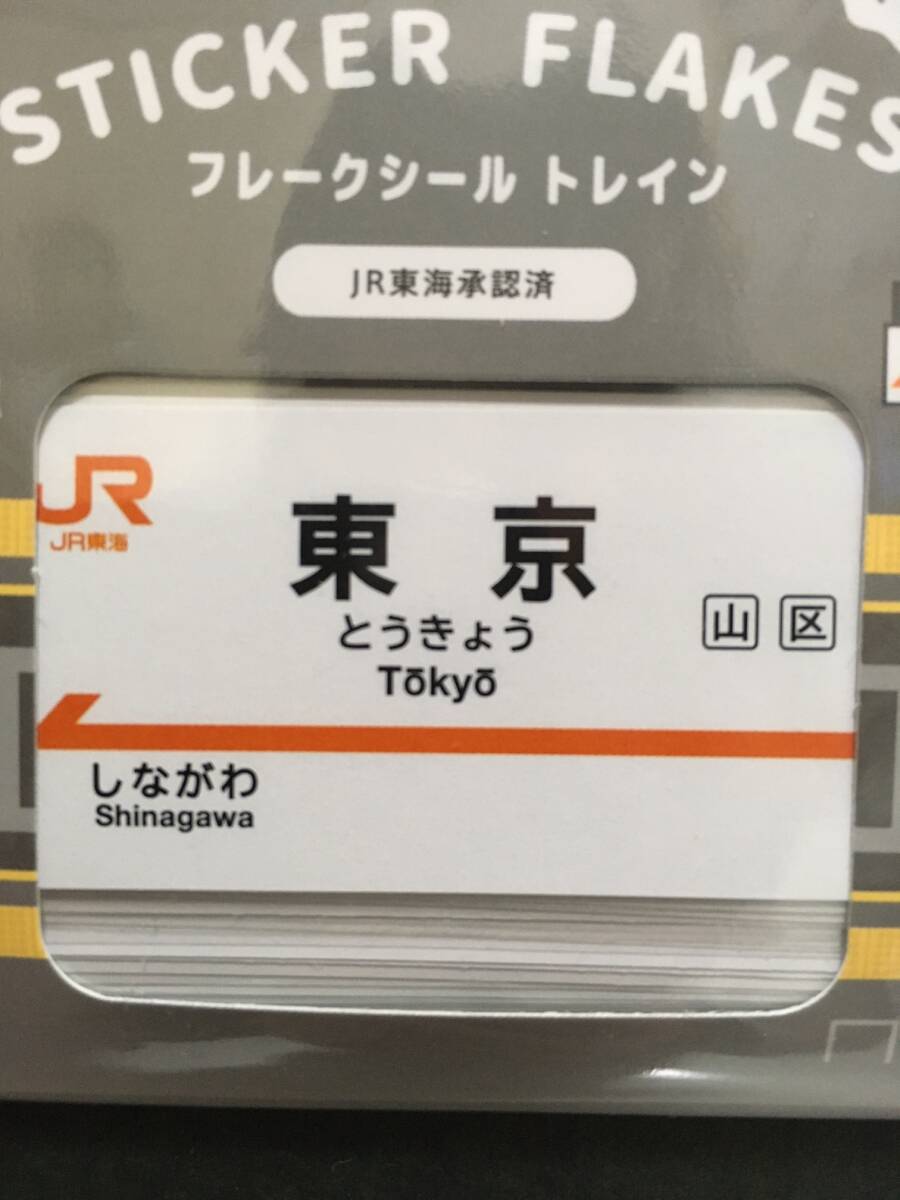 STICKER FLAKES
フレークシール トレイン
JR東海承認済
JR
JR東海
東京
とうきょう
Tōkyō
山 区
しながわ
Shinagawa